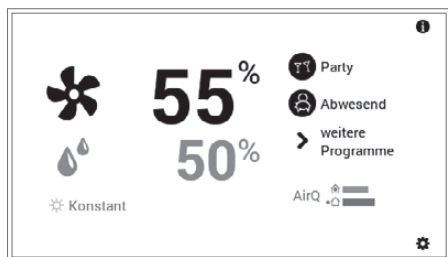 55%
50%
Konstant
Party
Abwesend
weitere
Programme
AirQ